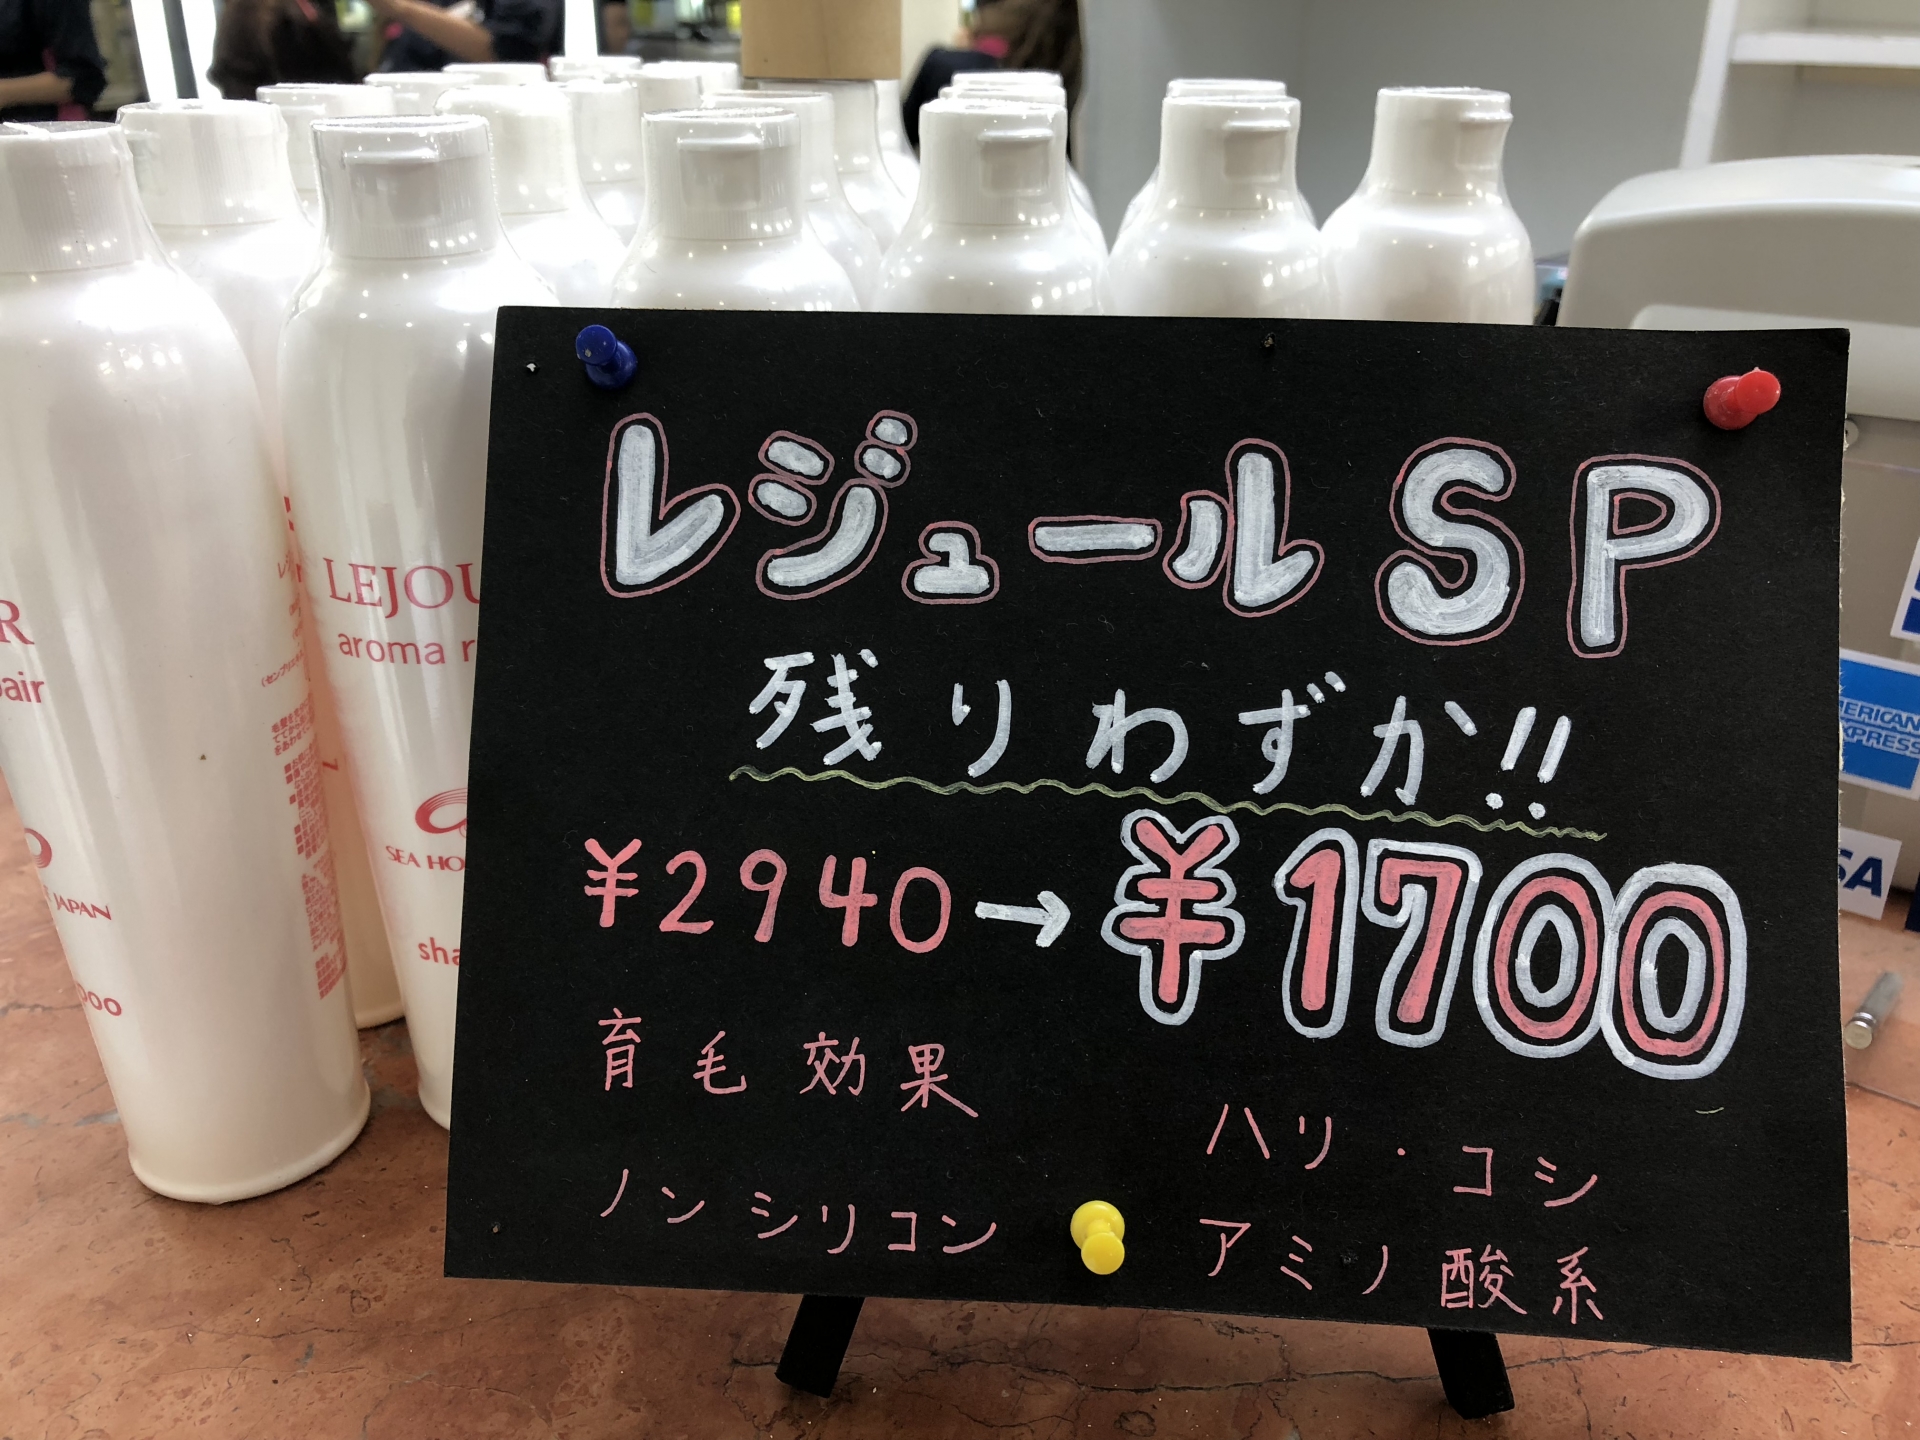 レジュールSP
残りわずか!!
¥2940→¥1700
育毛効果
ハリ・コシ
ノンシリコン
アミノ酸系
LEJOU
aroma r
SEA HO
sha
R
air
JAPAN
poo
AMERICAN
EXPRESS
SA